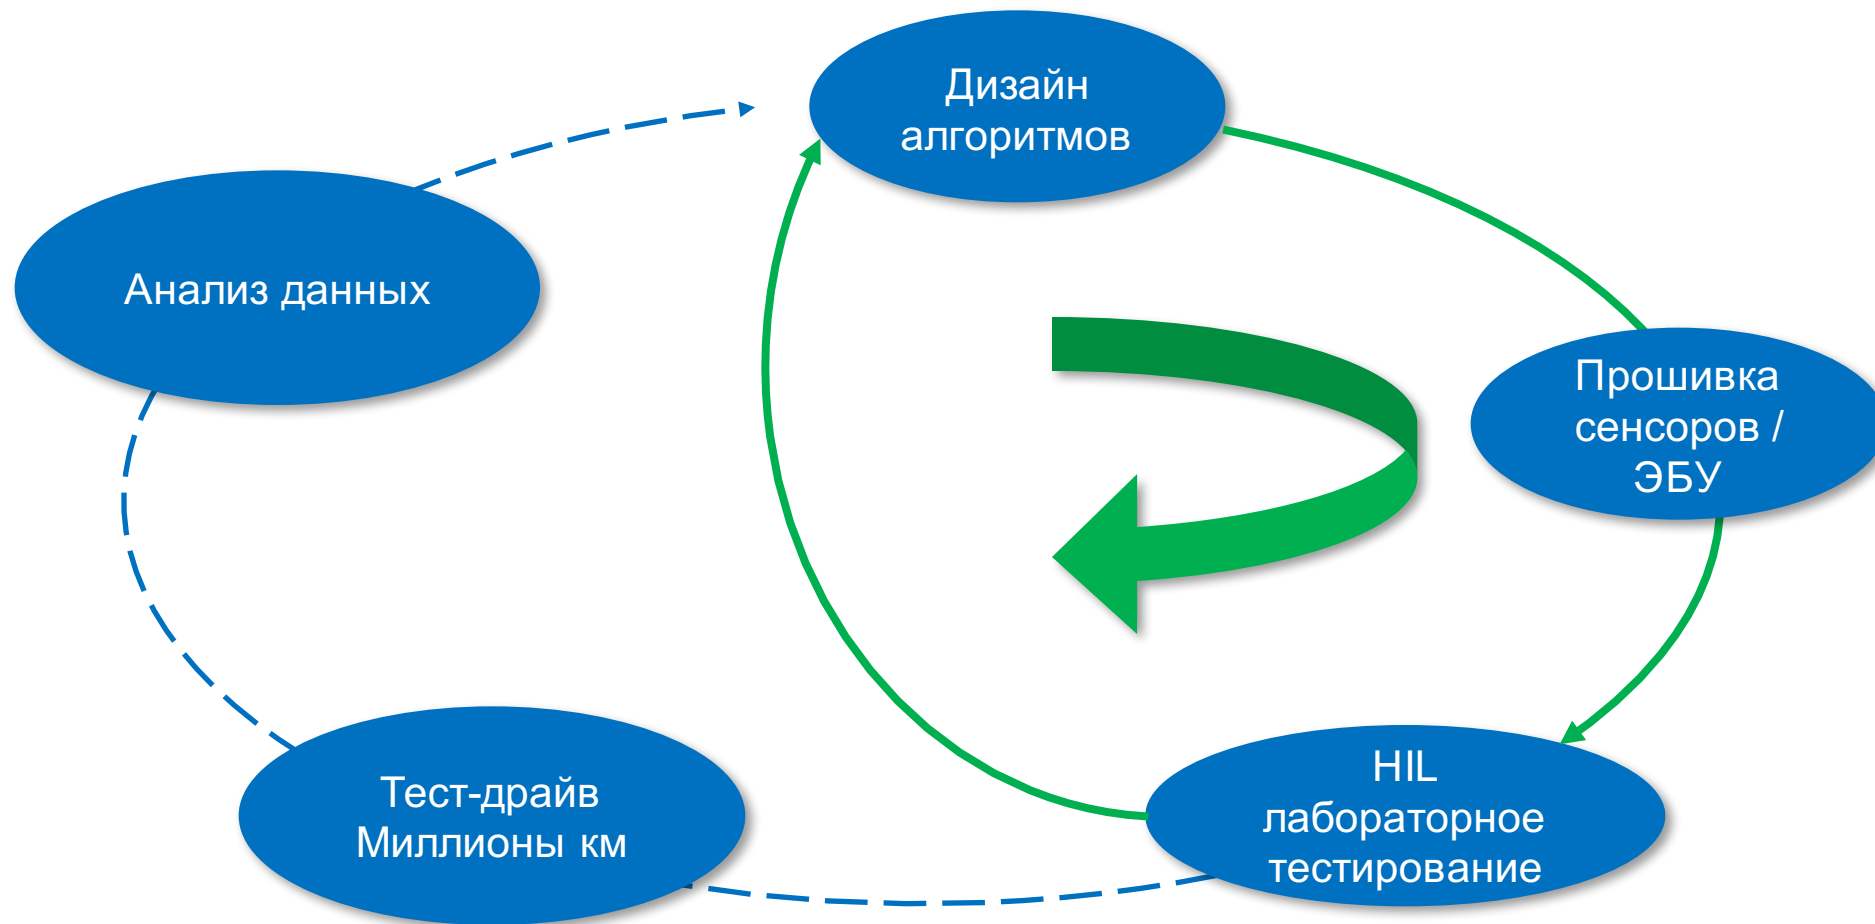 Дизайн
алгоритмов
Анализ данных
Прошивка
сенсоров /
ЭБУ
HIL
лабораторное
тестирование
Тест-драйв
Миллионы км